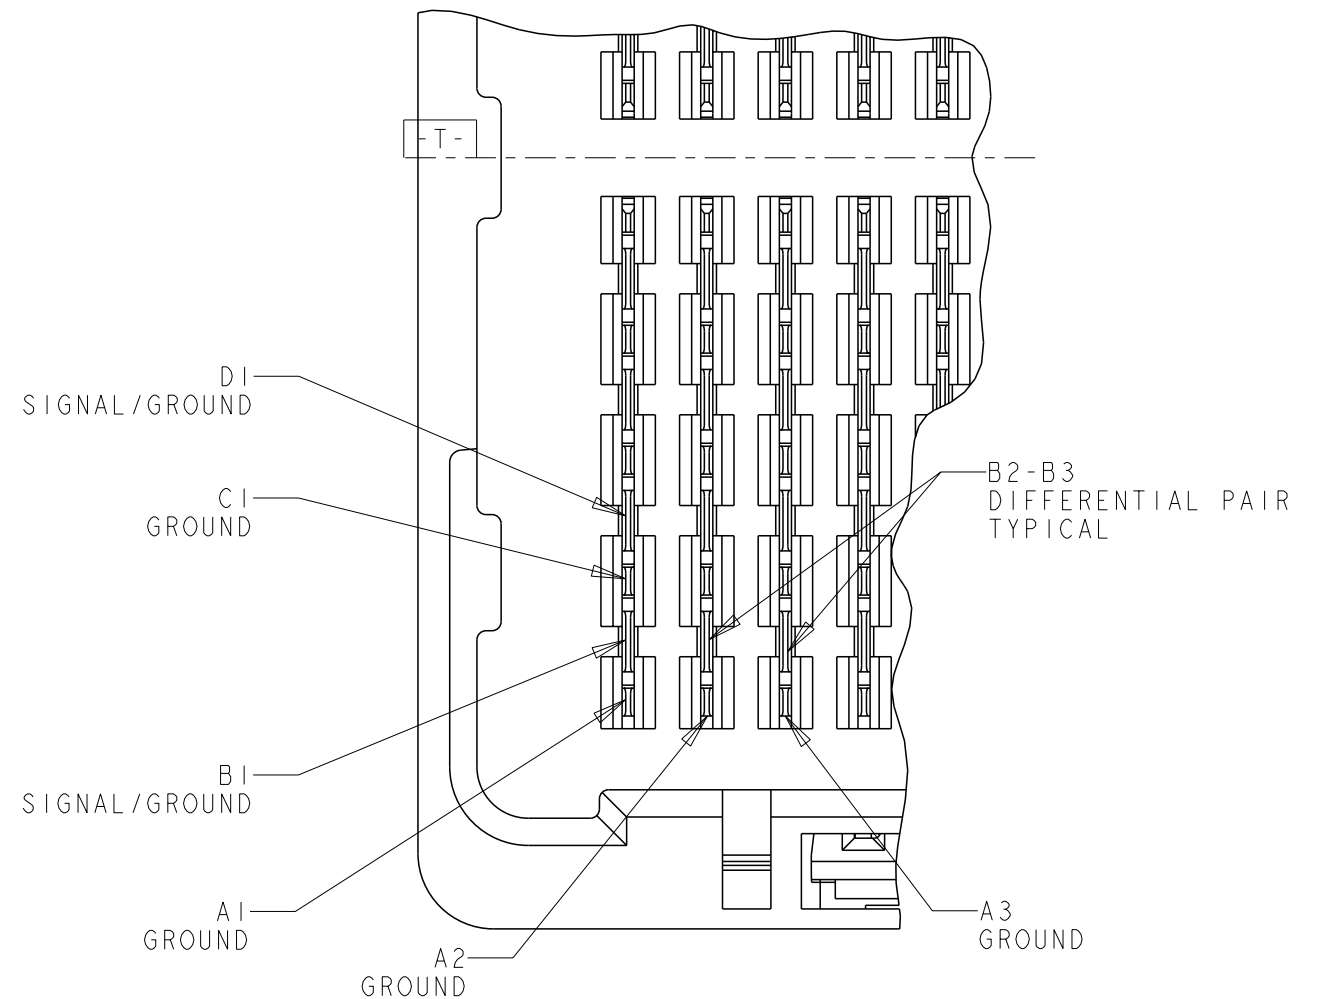 -T-
D1
SIGNAL/GROUND
C1
GROUND
B2-B3
DIFFERENTIAL PAIR
TYPICAL
B1
SIGNAL/GROUND
A1
GROUND
A2
GROUND
A3
GROUND